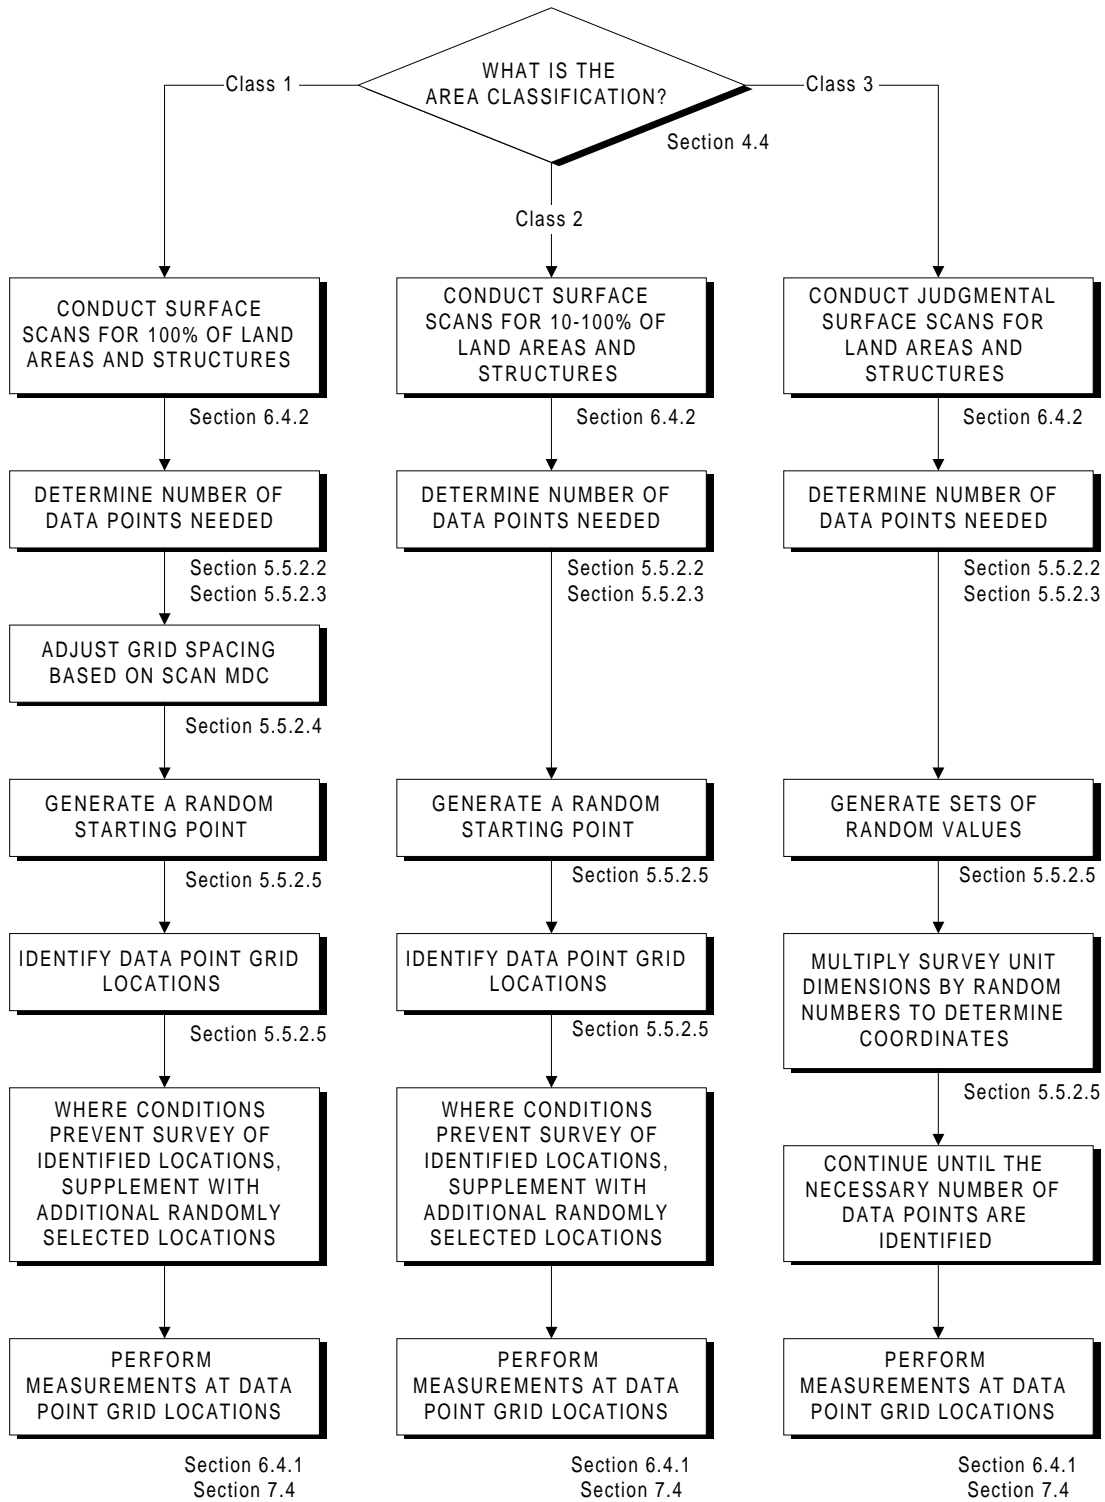 WHAT IS THE
AREA CLASSIFICATION?
Class 1
Class 3
Section 4.4
Class 2
CONDUCT SURFACE
SCANS FOR 100% OF LAND
AREAS AND STRUCTURES
Section 6.4.2
DETERMINE NUMBER OF
DATA POINTS NEEDED
Section 5.5.2.2
Section 5.5.2.3
ADJUST GRID SPACING
BASED ON SCAN MDC
Section 5.5.2.4
GENERATE A RANDOM
STARTING POINT
Section 5.5.2.5
IDENTIFY DATA POINT GRID
LOCATIONS
Section 5.5.2.5
WHERE CONDITIONS
PREVENT SURVEY OF
IDENTIFIED LOCATIONS,
SUPPLEMENT WITH
ADDITIONAL RANDOMLY
SELECTED LOCATIONS
PERFORM
MEASUREMENTS AT DATA
POINT GRID LOCATIONS
Section 6.4.1
Section 7.4
CONDUCT SURFACE
SCANS FOR 10-100% OF
LAND AREAS AND
STRUCTURES
Section 6.4.2
DETERMINE NUMBER OF
DATA POINTS NEEDED
Section 5.5.2.2
Section 5.5.2.3
GENERATE A RANDOM
STARTING POINT
Section 5.5.2.5
IDENTIFY DATA POINT GRID
LOCATIONS
Section 5.5.2.5
WHERE CONDITIONS
PREVENT SURVEY OF
IDENTIFIED LOCATIONS,
SUPPLEMENT WITH
ADDITIONAL RANDOMLY
SELECTED LOCATIONS
PERFORM
MEASUREMENTS AT DATA
POINT GRID LOCATIONS
Section 6.4.1
Section 7.4
CONDUCT JUDGMENTAL
SURFACE SCANS FOR
LAND AREAS AND
STRUCTURES
Section 6.4.2
DETERMINE NUMBER OF
DATA POINTS NEEDED
Section 5.5.2.2
Section 5.5.2.3
GENERATE SETS OF
RANDOM VALUES
Section 5.5.2.5
MULTIPLY SURVEY UNIT
DIMENSIONS BY RANDOM
NUMBERS TO DETERMINE
COORDINATES
Section 5.5.2.5
CONTINUE UNTIL THE
NECESSARY NUMBER OF
DATA POINTS ARE
IDENTIFIED
PERFORM
MEASUREMENTS AT DATA
POINT GRID LOCATIONS
Section 6.4.1
Section 7.4